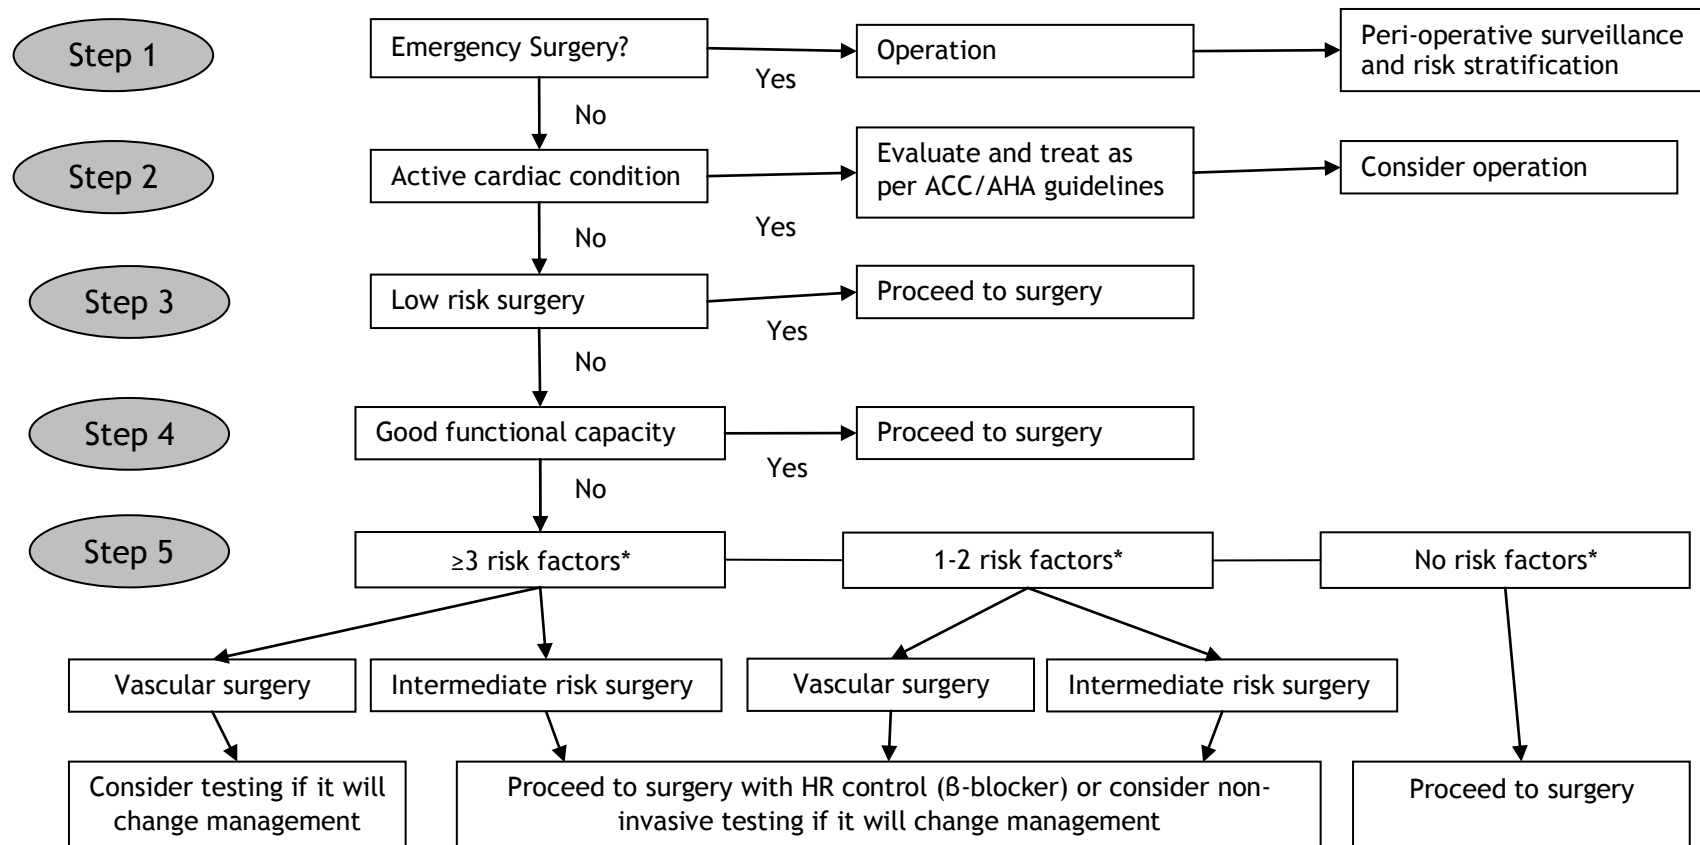 Step 1
Emergency Surgery?
Yes
Operation
Peri-operative surveillance
and risk stratification
No
Step 2
Active cardiac condition
Yes
Evaluate and treat as
per ACC/AHA guidelines
Consider operation
No
Step 3
Low risk surgery
Yes
Proceed to surgery
No
Step 4
Good functional capacity
Yes
Proceed to surgery
No
Step 5
≥3 risk factors*
1-2 risk factors*
No risk factors*
Vascular surgery
Intermediate risk surgery
Vascular surgery
Intermediate risk surgery
Consider testing if it will
change management
Proceed to surgery with HR control (ß-blocker) or consider non-
invasive testing if it will change management
Proceed to surgery